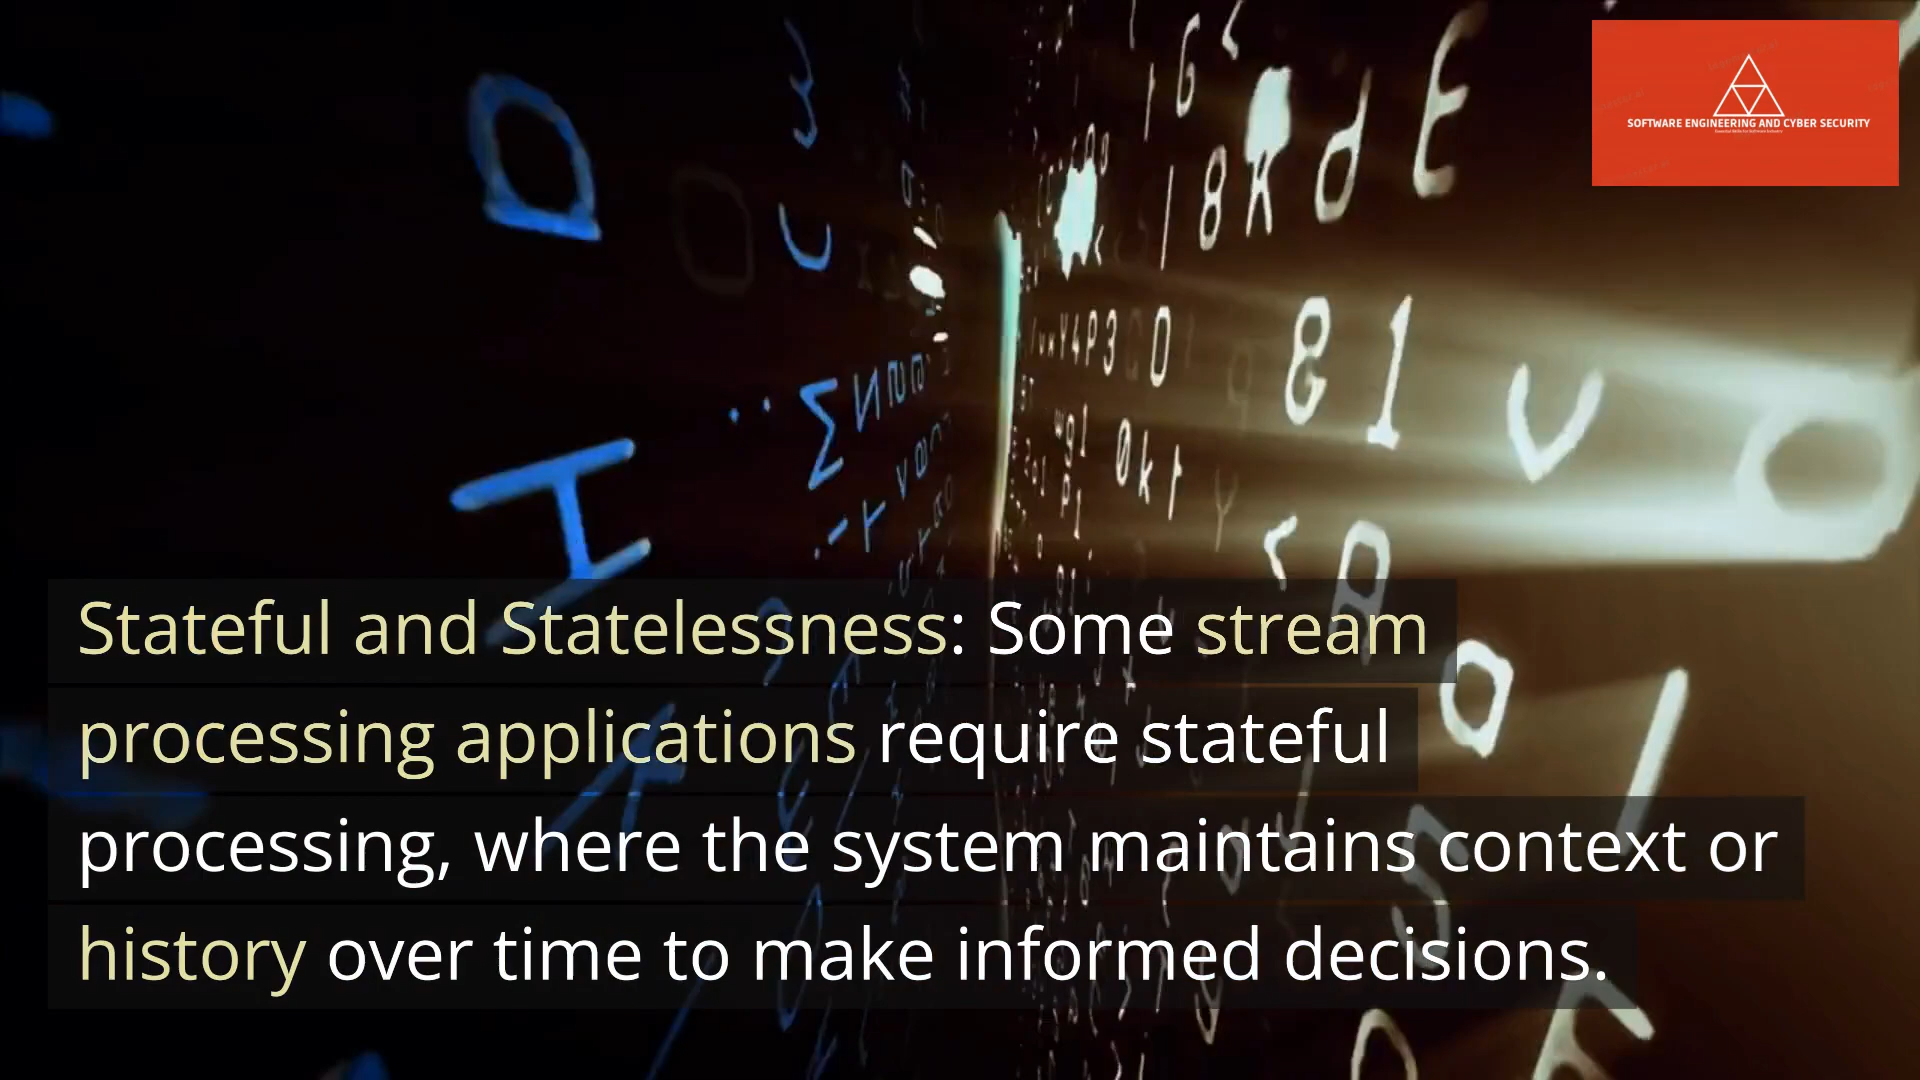 SOFTWARE ENGINEERING AND CYBER SECURITY
Stateful and Statelessness: Some stream
processing applications require stateful
processing, where the system maintains context or
history over time to make informed decisions.